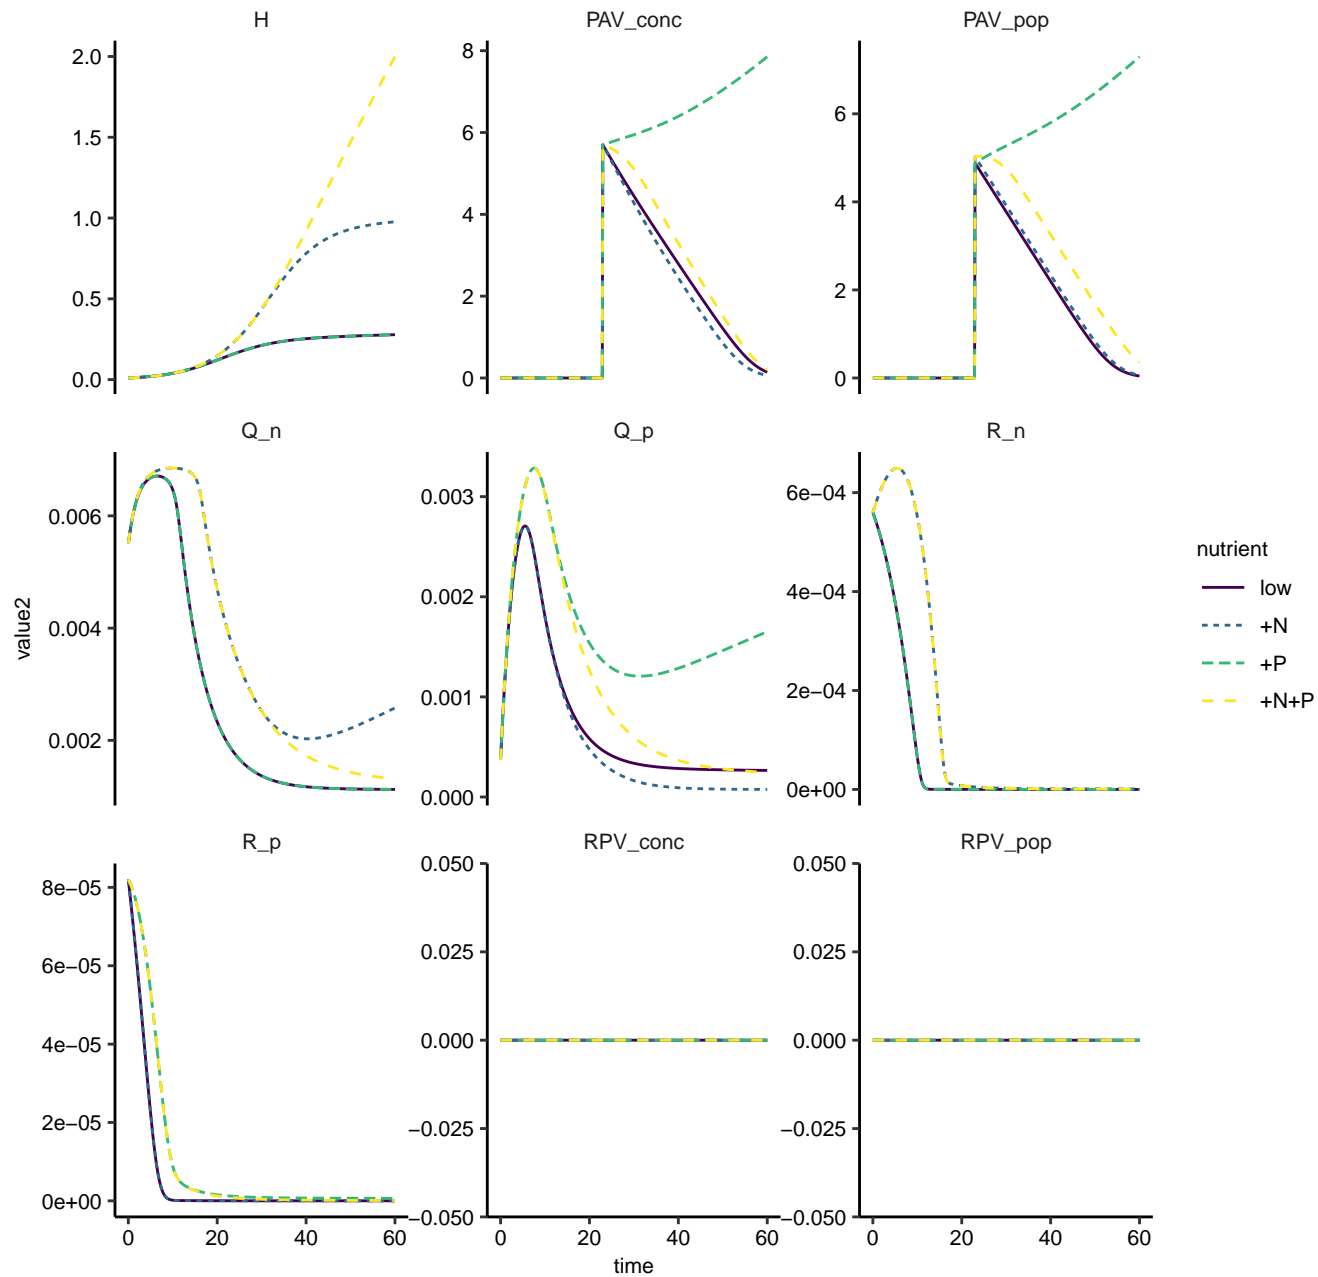 H PAV_conc PAV_pop
2.0 8
6
1.5 6
4
1.0 4
2
0.5 2
0.0 0 0
Q_n Q_p R_n
0.003 6e−04
0.006
0.002 4e−04
0.004
0.001 2e−04
0.002
0.000 0e+00
R_p RPV_conc RPV_pop
0.050 0.050
8e−05
0.025 0.025
6e−05
0.000 0.000
4e−05
−0.025 −0.025
2e−05
0e+00
−0.050 −0.050
0 20 40 60 0 20 40 60 0 20 40 60
time
value2
nutrient
low
+N
+P
+N+P